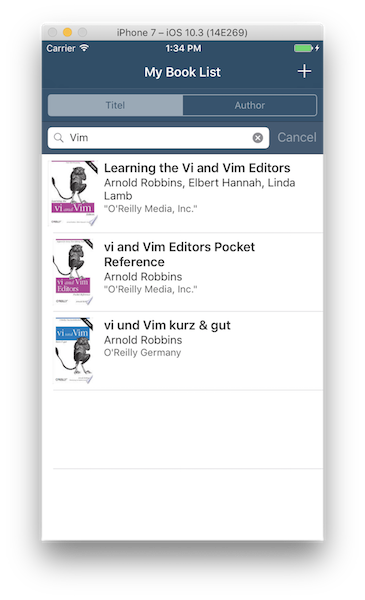 iPhone 7 – iOS 10.3 (14E269)
Carrier 1:34 PM
My Book List
Titel Author
Vim Cancel
Learning the Vi and Vim Editors
Arnold Robbins, Elbert Hannah, Linda
Lamb
"O'Reilly Media, Inc."
vi and Vim
vi and Vim Editors Pocket
Reference
Arnold Robbins
"O'Reilly Media, Inc."
vi and Vim
Editors
O'REILLY
vi und Vim kurz & gut
Arnold Robbins
O'Reilly Germany
vi und Vim
O'REILLY